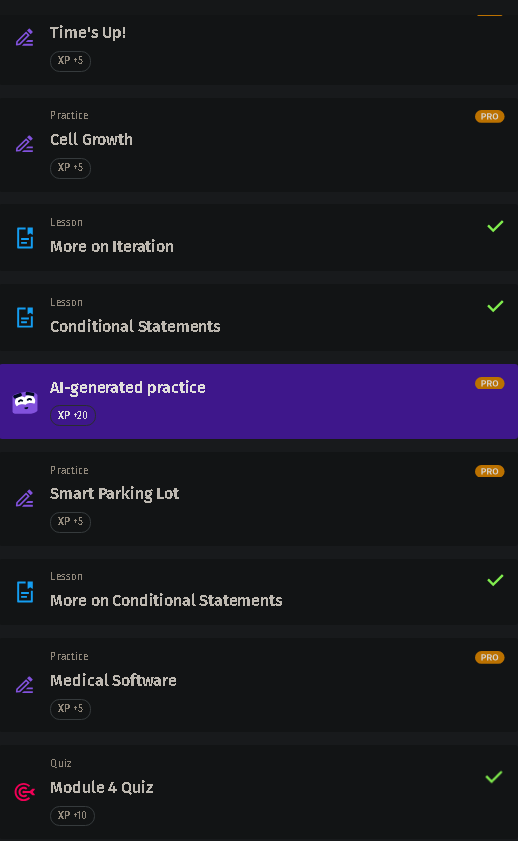 Time's Up!
XP +5
Practice
PRO
Cell Growth
XP +5
Lesson
More on Iteration
Lesson
Conditional Statements
AI-generated practice
PRO
XP +20
Practice
PRO
Smart Parking Lot
XP +5
Lesson
More on Conditional Statements
Practice
PRO
Medical Software
XP +5
Quiz
Module 4 Quiz
XP +10